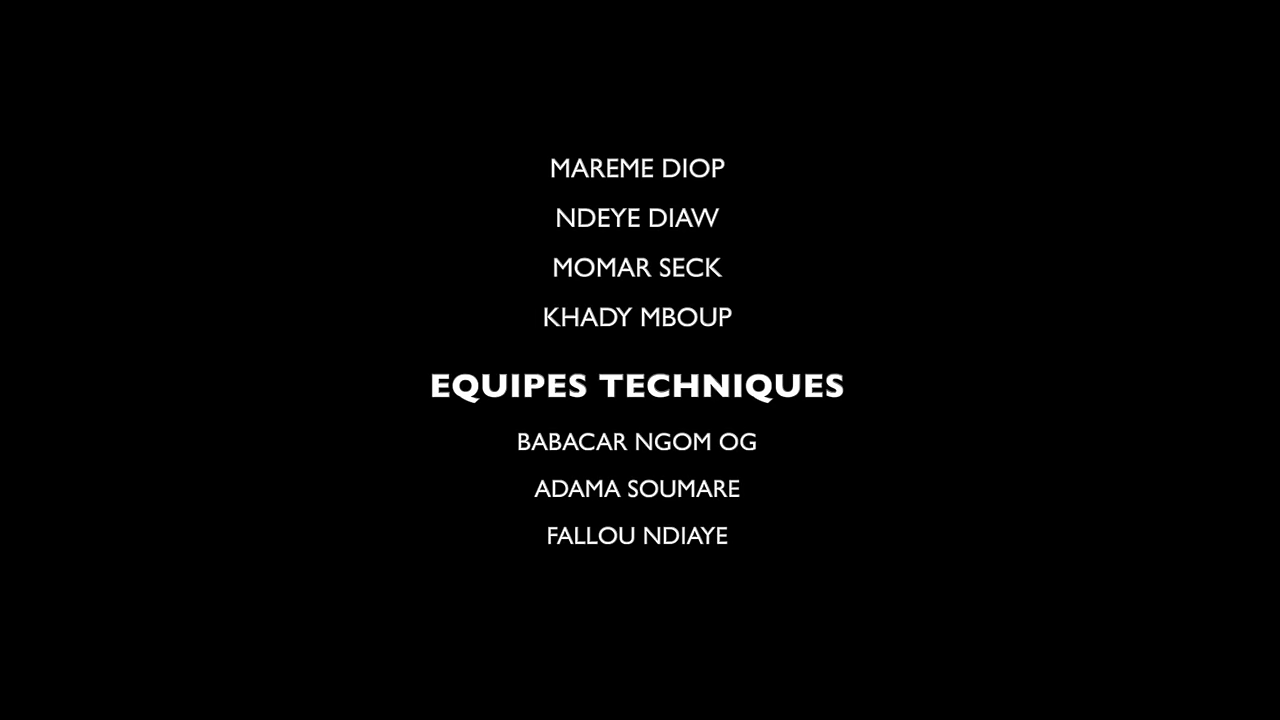 MAREME DIOP
NDEYE DIAW
MOMAR SECK
KHADY MBOUP
EQUIPES TECHNIQUES
BABACAR NGOM OG
ADAMA SOUMARE
FALLOU NDIAYE